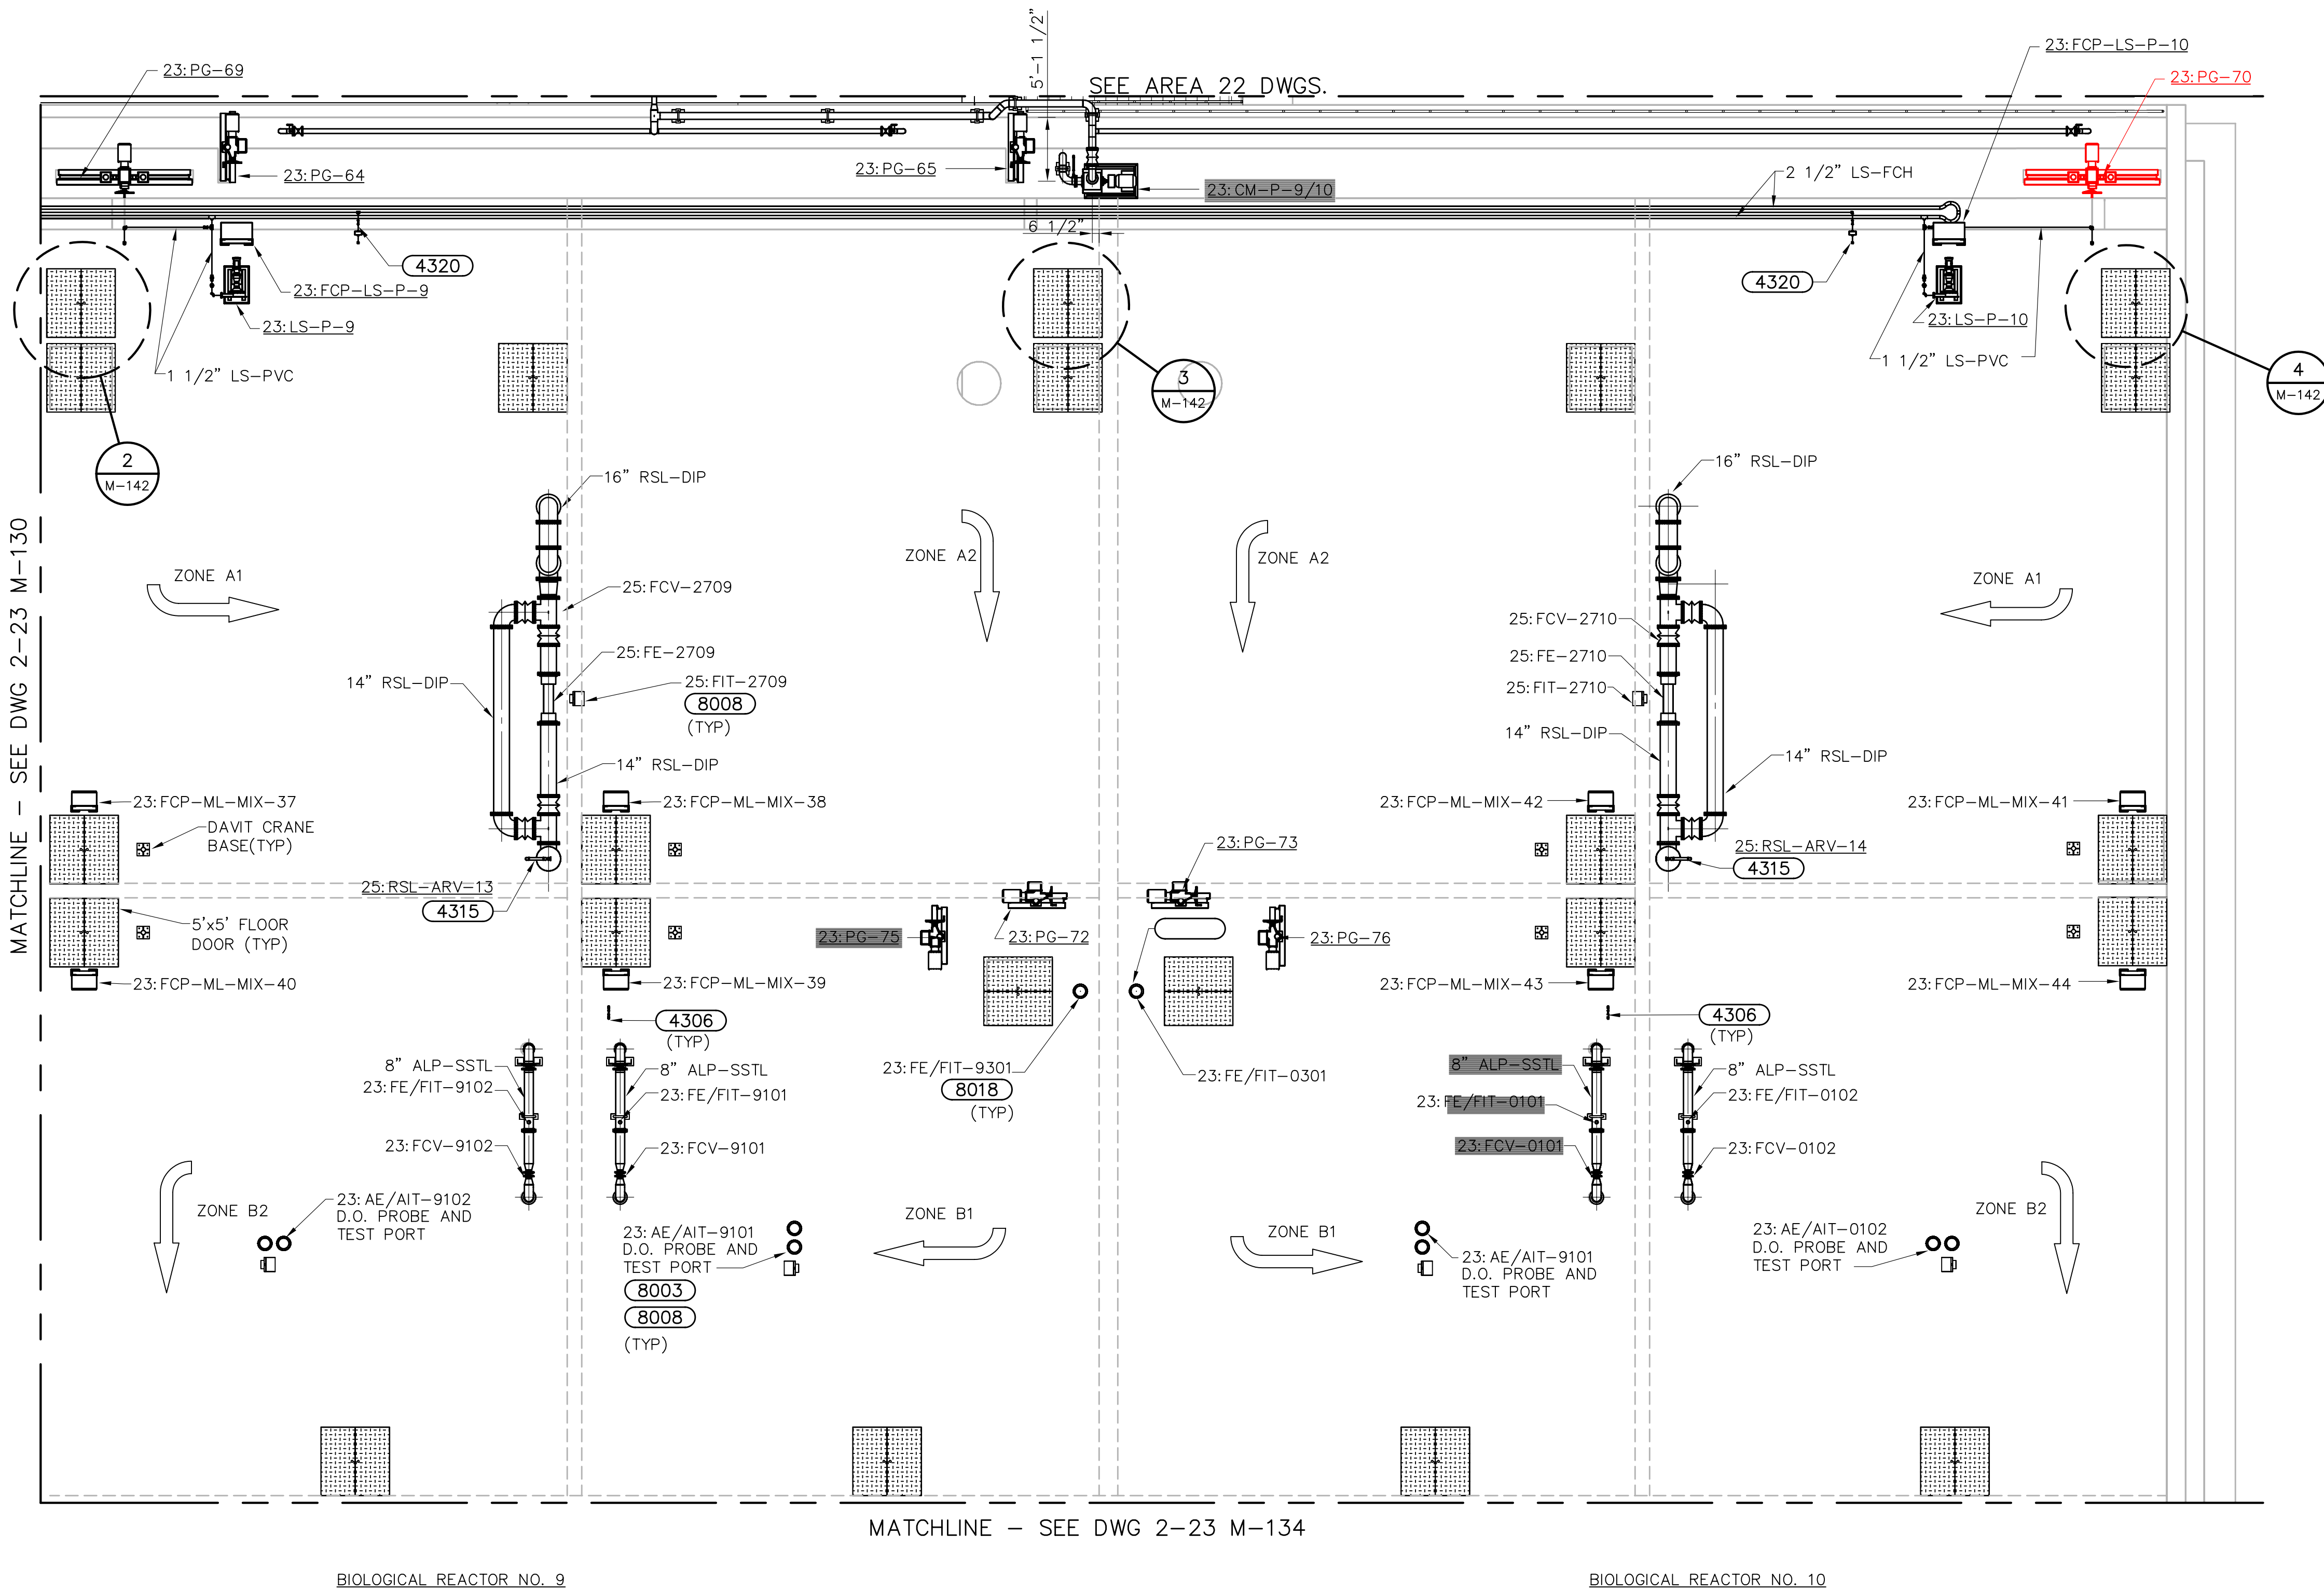 23:FCP-LS-P-10
23:PG-69
23:PG-70
5'-1 1/2"
SEE AREA 22 DWGS.
23:PG-64
23:PG-65
23:CM-P-9/10
2 1/2" LS-FCH
6 1/2"
4320
4320
23:FCP-LS-P-9
23:LS-P-9
23:LS-P-10
1 1/2" LS-PVC
1 1/2" LS-PVC
2
M-142
3
M-142
4
M-142
MATCHLINE - SEE DWG 2-23 M-130
16" RSL-DIP
16" RSL-DIP
ZONE A1
ZONE A2
ZONE A2
ZONE A1
25:FCV-2709
25:FCV-2710
25:FE-2709
25:FE-2710
14" RSL-DIP
25:FIT-2709
8008
(TYP)
25:FIT-2710
14" RSL-DIP
14" RSL-DIP
14" RSL-DIP
23:FCP-ML-MIX-37
23:FCP-ML-MIX-38
23:FCP-ML-MIX-42
23:FCP-ML-MIX-41
DAVIT CRANE
BASE(TYP)
23:PG-73
25:RSL-ARV-14
4315
25:RSL-ARV-13
4315
5'x5' FLOOR
DOOR (TYP)
23:PG-75
23:PG-72
23:PG-76
23:FCP-ML-MIX-40
23:FCP-ML-MIX-39
23:FCP-ML-MIX-43
23:FCP-ML-MIX-44
4306
(TYP)
4306
(TYP)
8" ALP-SSTL
23:FE/FIT-9102
8" ALP-SSTL
23:FE/FIT-9101
23:FE/FIT-9301
8018
(TYP)
23:FE/FIT-0301
8" ALP-SSTL
23:FE/FIT-0101
8" ALP-SSTL
23:FE/FIT-0102
23:FCV-9102
23:FCV-9101
23:FCV-0101
23:FCV-0102
ZONE B2
23:AE/AIT-9102
D.O. PROBE AND
TEST PORT
23:AE/AIT-9101
D.O. PROBE AND
TEST PORT
8003
8008
(TYP)
ZONE B1
ZONE B1
23:AE/AIT-9101
D.O. PROBE AND
TEST PORT
23:AE/AIT-0102
D.O. PROBE AND
TEST PORT
ZONE B2
MATCHLINE - SEE DWG 2-23 M-134
BIOLOGICAL REACTOR NO. 9
BIOLOGICAL REACTOR NO. 10